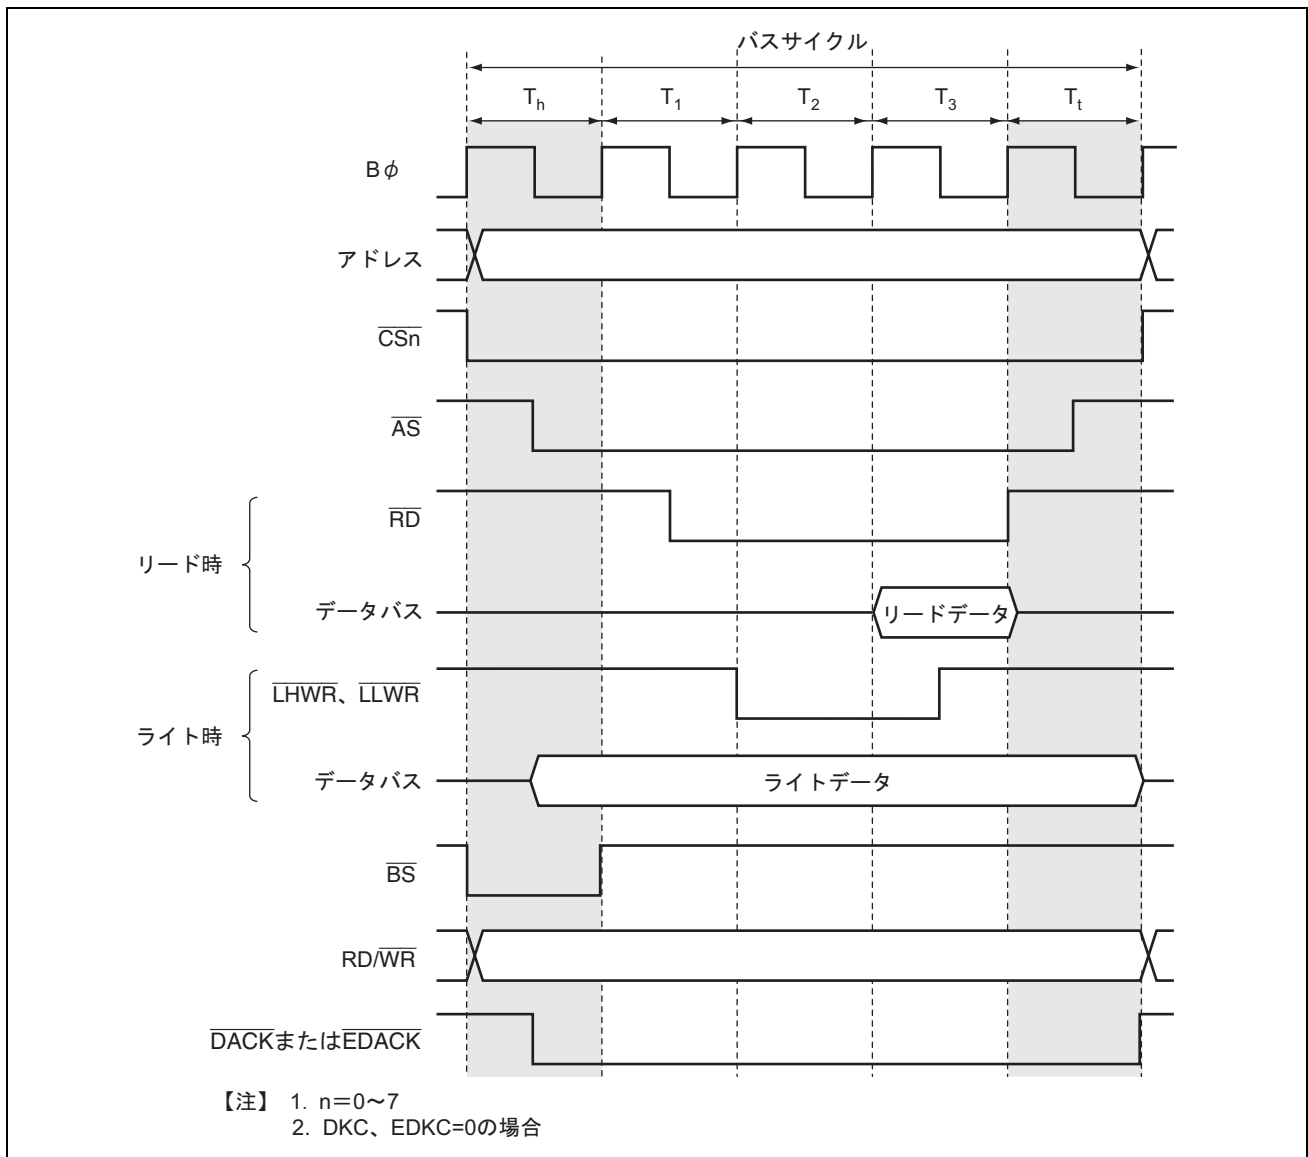 バスサイクル
Th T1 T2 T3 Tt
Bφ
アドレス
CSn
AS
リード時
RD
データバス
リードデータ
ライト時
LHWR、LLWR
データバス
ライトデータ
BS
RD/WR
DACKまたはEDACK
【注】 1. n=0〜7
2. DKC、EDKC=0の場合